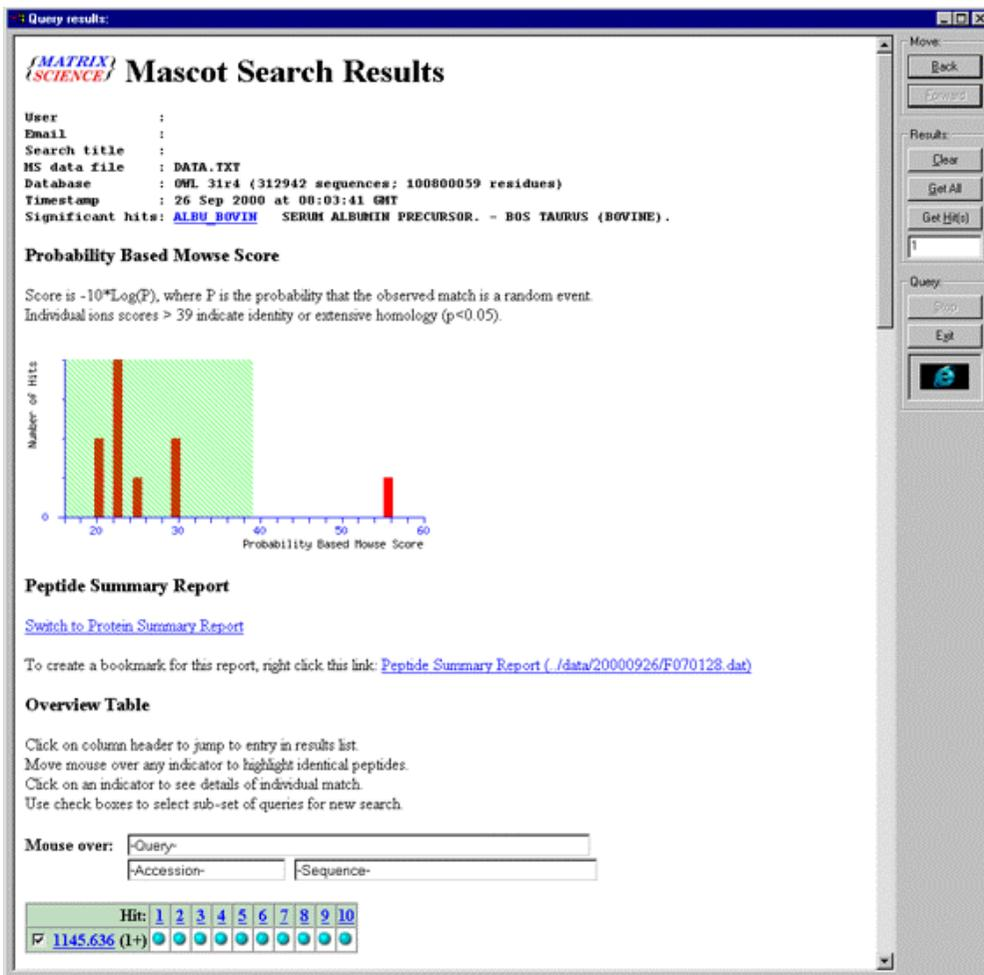 Query results:
{MATRIX SCIENCE} Mascot Search Results
User :
Email :
Search title :
MS data file : DATA.TXT
Database : OWL 31r4 (312942 sequences; 100800059 residues)
Timestamp : 26 Sep 2000 at 08:03:41 GMT
Significant hits: ALBU_BOVIN SERUM ALBUMIN PRECURSOR. - BOS TAURUS (BOVINE).
Probability Based Mowse Score
Score is -10*Log(P), where P is the probability that the observed match is a random event.
Individual ions scores > 39 indicate identity or extensive homology (p<0.05).
Number of Hits
0
20 30 40 50 60
Probability Based Mowse Score
Peptide Summary Report
Switch to Protein Summary Report
To create a bookmark for this report, right click this link: Peptide Summary Report (../data/20000926/F070128.dat)
Overview Table
Click on column header to jump to entry in results list.
Move mouse over any indicator to highlight identical peptides.
Click on an indicator to see details of individual match.
Use check boxes to select sub-set of queries for new search.
Mouse over: -Query-
-Accession- -Sequence-
Hit: 1 2 3 4 5 6 7 8 9 10
1145.636 (1+)
Move:
Back
Forward
Results:
Clear
Get All
Get Hit(s)
1
Query:
Stop
Exit